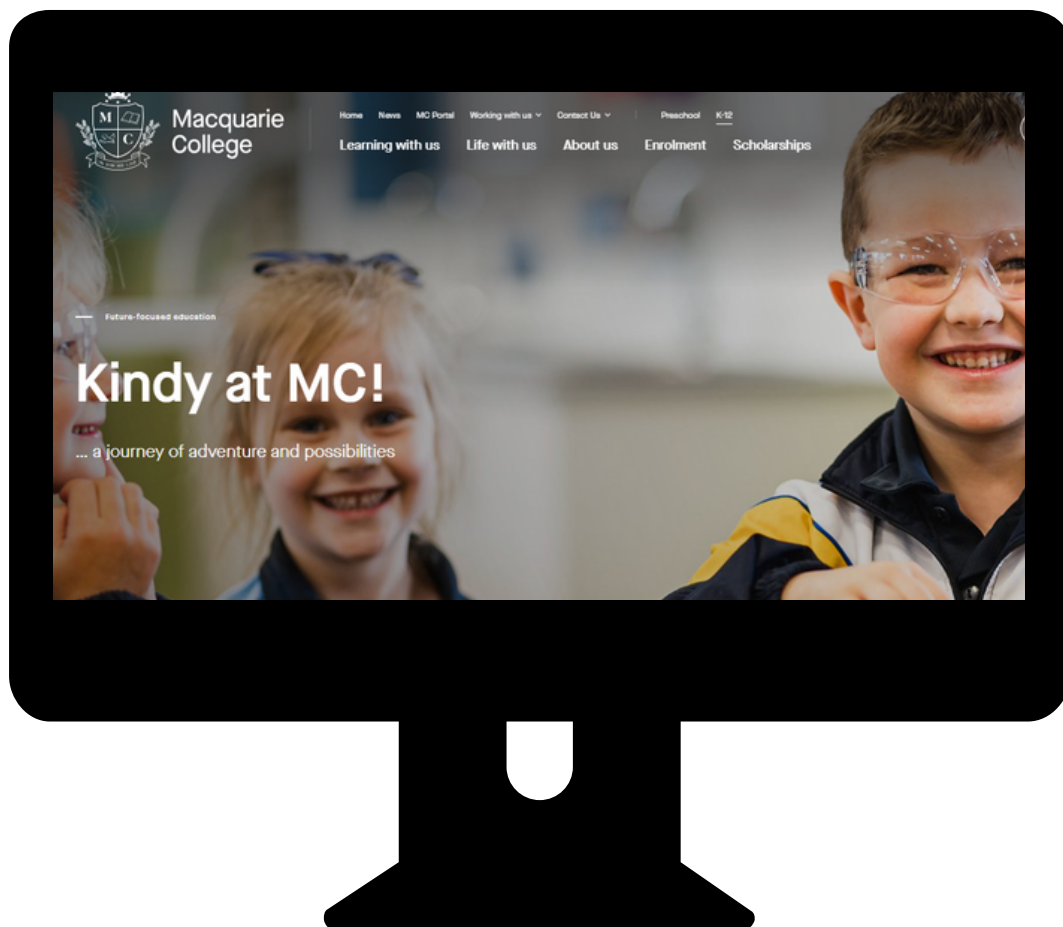 M
C
Macquarie
College
Home News MC Portal Working with us Contact Us Preschool K-12
Learning with us Life with us About us Enrolment Scholarships
Future-focused education
Kindy at MC!
... a journey of adventure and possibilities